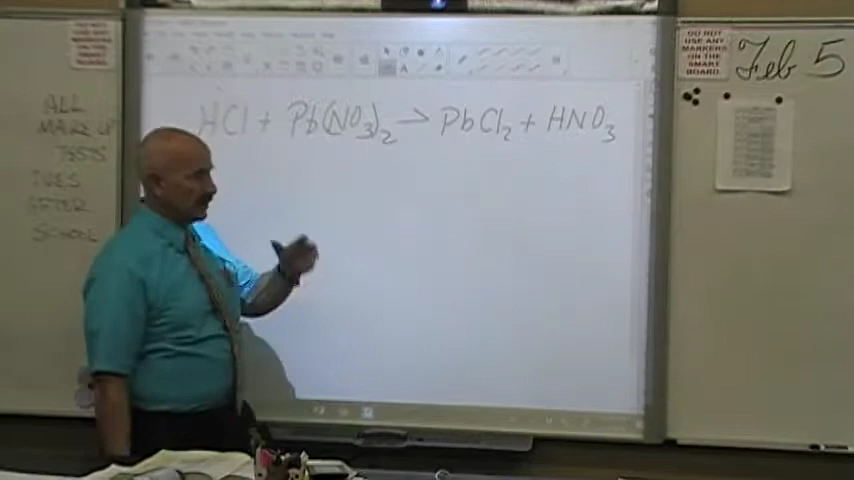 ALL
MAKE UP
TESTS
TUES
AFTER
SCHOOL
HCl + Pb(NO3)2 → PbCl2 + HNO3
DO NOT
USE ANY
MARKERS
ON THE
SMART
BOARD
Feb 5